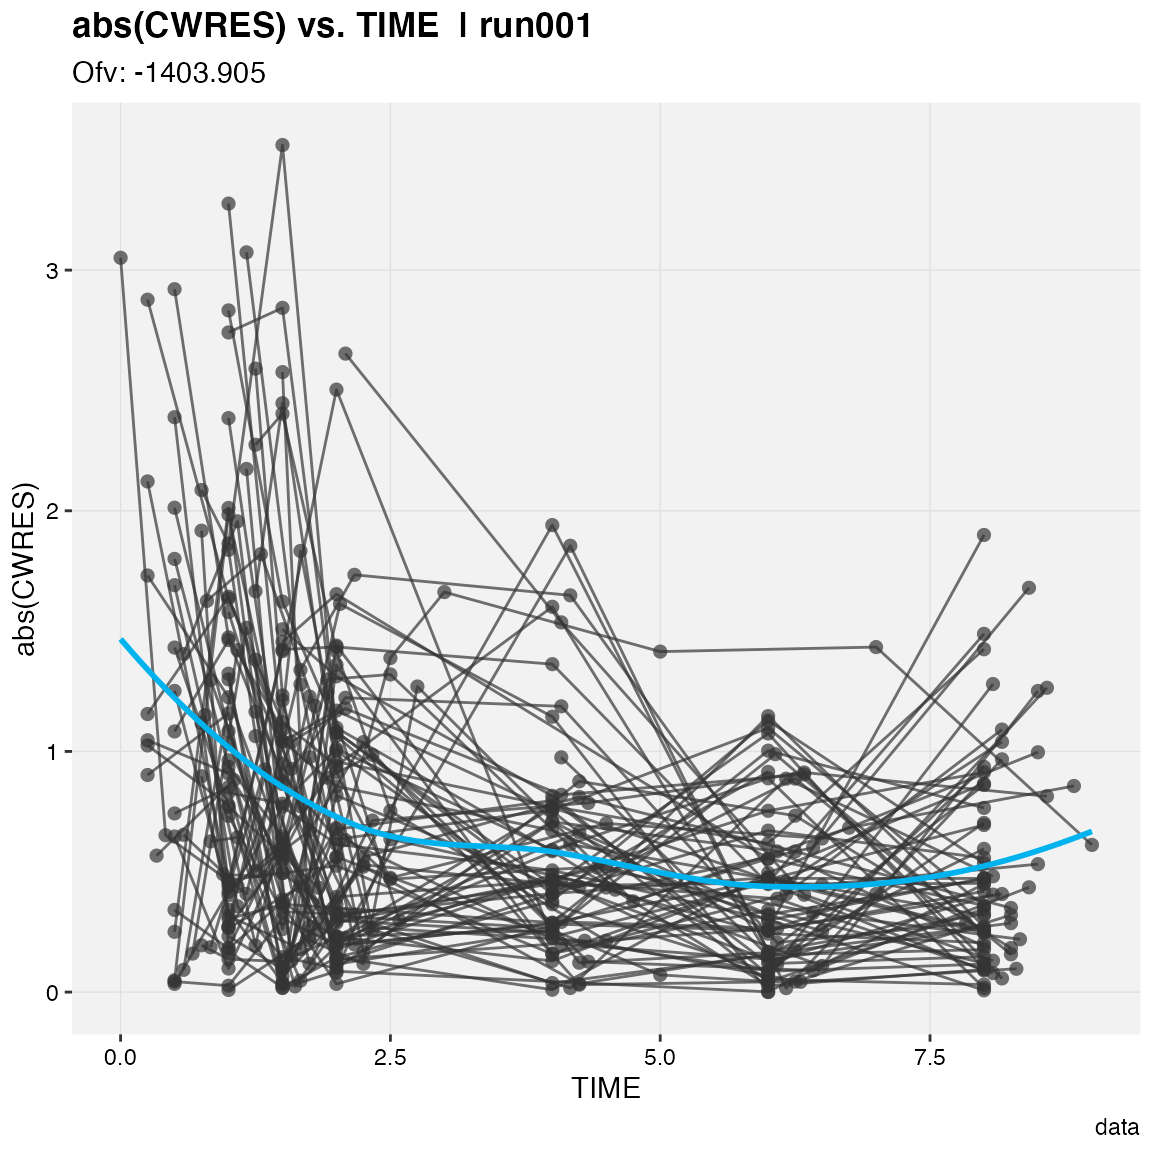 abs(CWRES) vs. TIME | run001
Ofv: -1403.905
abs(CWRES)
3
2
1
0
0.0 2.5 5.0 7.5
TIME
data